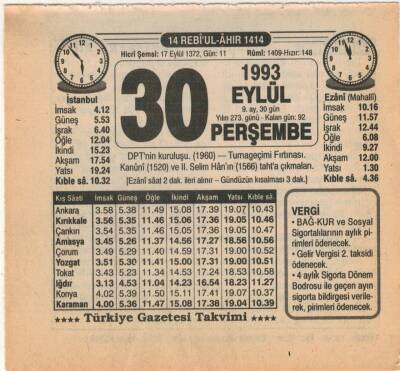 14 REBİ'UL-ÂHIR 1414
Hicrî Şemsî: 17 Eylül 1372, Gün: 11 Rûmî: 1409-Hızır: 148
30
1993
EYLÜL
9. ay, 30 gün
Yılın 273, günü - Kalan gün: 92
PERŞEMBE
DPT'nin kuruluşu. (1960) — Turnageçimi Fırtınası.
Kanûnî (1520) ve II. Selim Hân'ın (1566) taht'a çıkmaları.
[Ezânî sâat 2 dak. ileri alınır – Gündüzün kısalması 3 dak.]
İstanbul
İmsak 4.12
Güneş 5.53
İşrak 6.40
Öğle 12.04
İkindi 15.23
Akşam 17.54
Yatsı 19.24
Kıble sâ. 10.32
Ezânî (Mahallî)
İmsak 10.16
Güneş 11.57
İşrak 12.44
Öğle 6.08
İkindi 9.27
Akşam 12.00
Yatsı 1.30
Kıble sâ. 4.36
Kış Sâati İmsak Güneş Öğle İkindi Akşam Yatsı Kıble sâ.
Ankara 3.58 5.38 11.49 15.08 17.39 19.07 10.43
Kırıkkale 3.56 5.35 11.46 15.06 17.36 19.05 10.46
Çankırı 3.54 5.35 11.46 15.05 17.36 19.05 10.47
Amasya 3.45 5.26 11.37 14.56 17.27 18.56 10.56
Çorum 3.49 5.29 11.40 14.59 17.31 18.59 10.52
Yozgat 3.51 5.30 11.41 15.00 17.31 19.00 10.51
Tokat 3.43 5.23 11.34 14.53 17.24 18.53 10.58
Iğdır 3.13 4.53 11.04 14.23 16.54 18.23 11.27
Konya 4.02 5.39 11.50 15.11 17.41 19.07 10.37
Karaman 4.00 5.36 11.47 15.08 17.38 19.04 10.39
VERGİ
• BAĞ-KUR ve Sosyal
Sigortalılarının aylık pi-
rimleri ödenecek.
• Gelir Vergisi 2. taksidi
ödenecek.
• 4 aylık Sigorta Dönem
Bodrosu ile geçen ayın
sigorta bildirgesi verile-
rek, pirimleri ödenecek.
★★★★ Türkiye Gazetesi Takvimi ★★★★